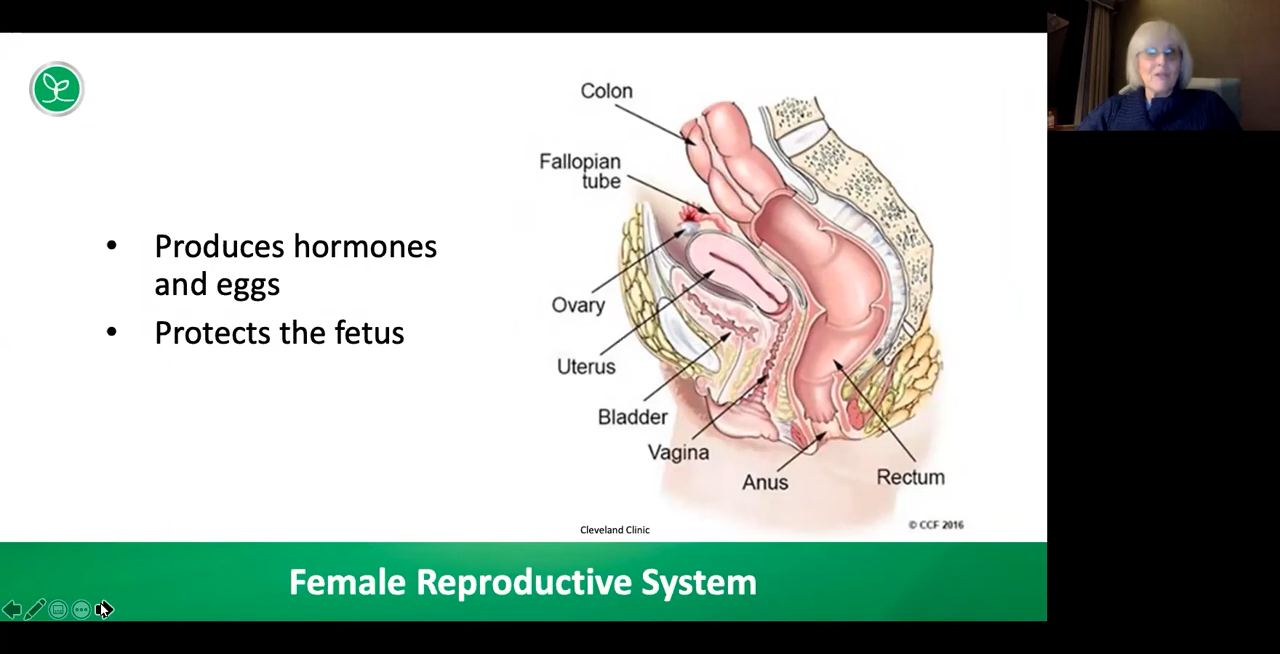 • Produces hormones
and eggs
• Protects the fetus
Colon
Fallopian
tube
Ovary
Uterus
Bladder
Vagina
Anus
Rectum
© CCF 2016
Cleveland Clinic
Female Reproductive System